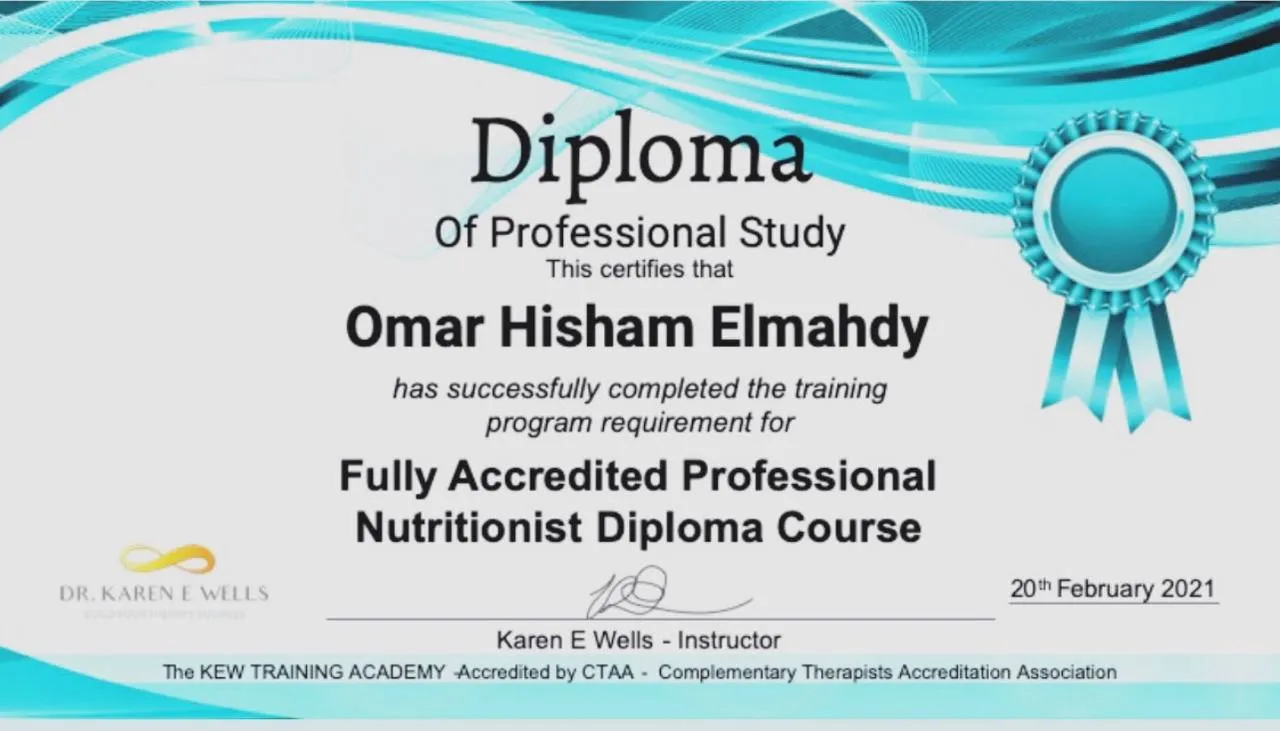 Diploma
Of Professional Study
This certifies that
Omar Hisham Elmahdy
has successfully completed the training
program requirement for
Fully Accredited Professional
Nutritionist Diploma Course
DR. KAREN E WELLS
20th February 2021
Karen E Wells - Instructor
The KEW TRAINING ACADEMY -Accredited by CTAA - Complementary Therapists Accreditation Association